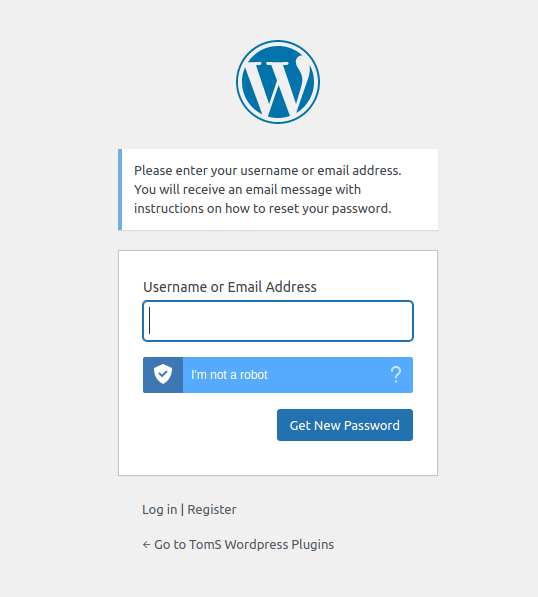 Please enter your username or email address.
You will receive an email message with
instructions on how to reset your password.
Username or Email Address
I'm not a robot ?
Get New Password
Log in | Register
← Go to TomS Wordpress Plugins